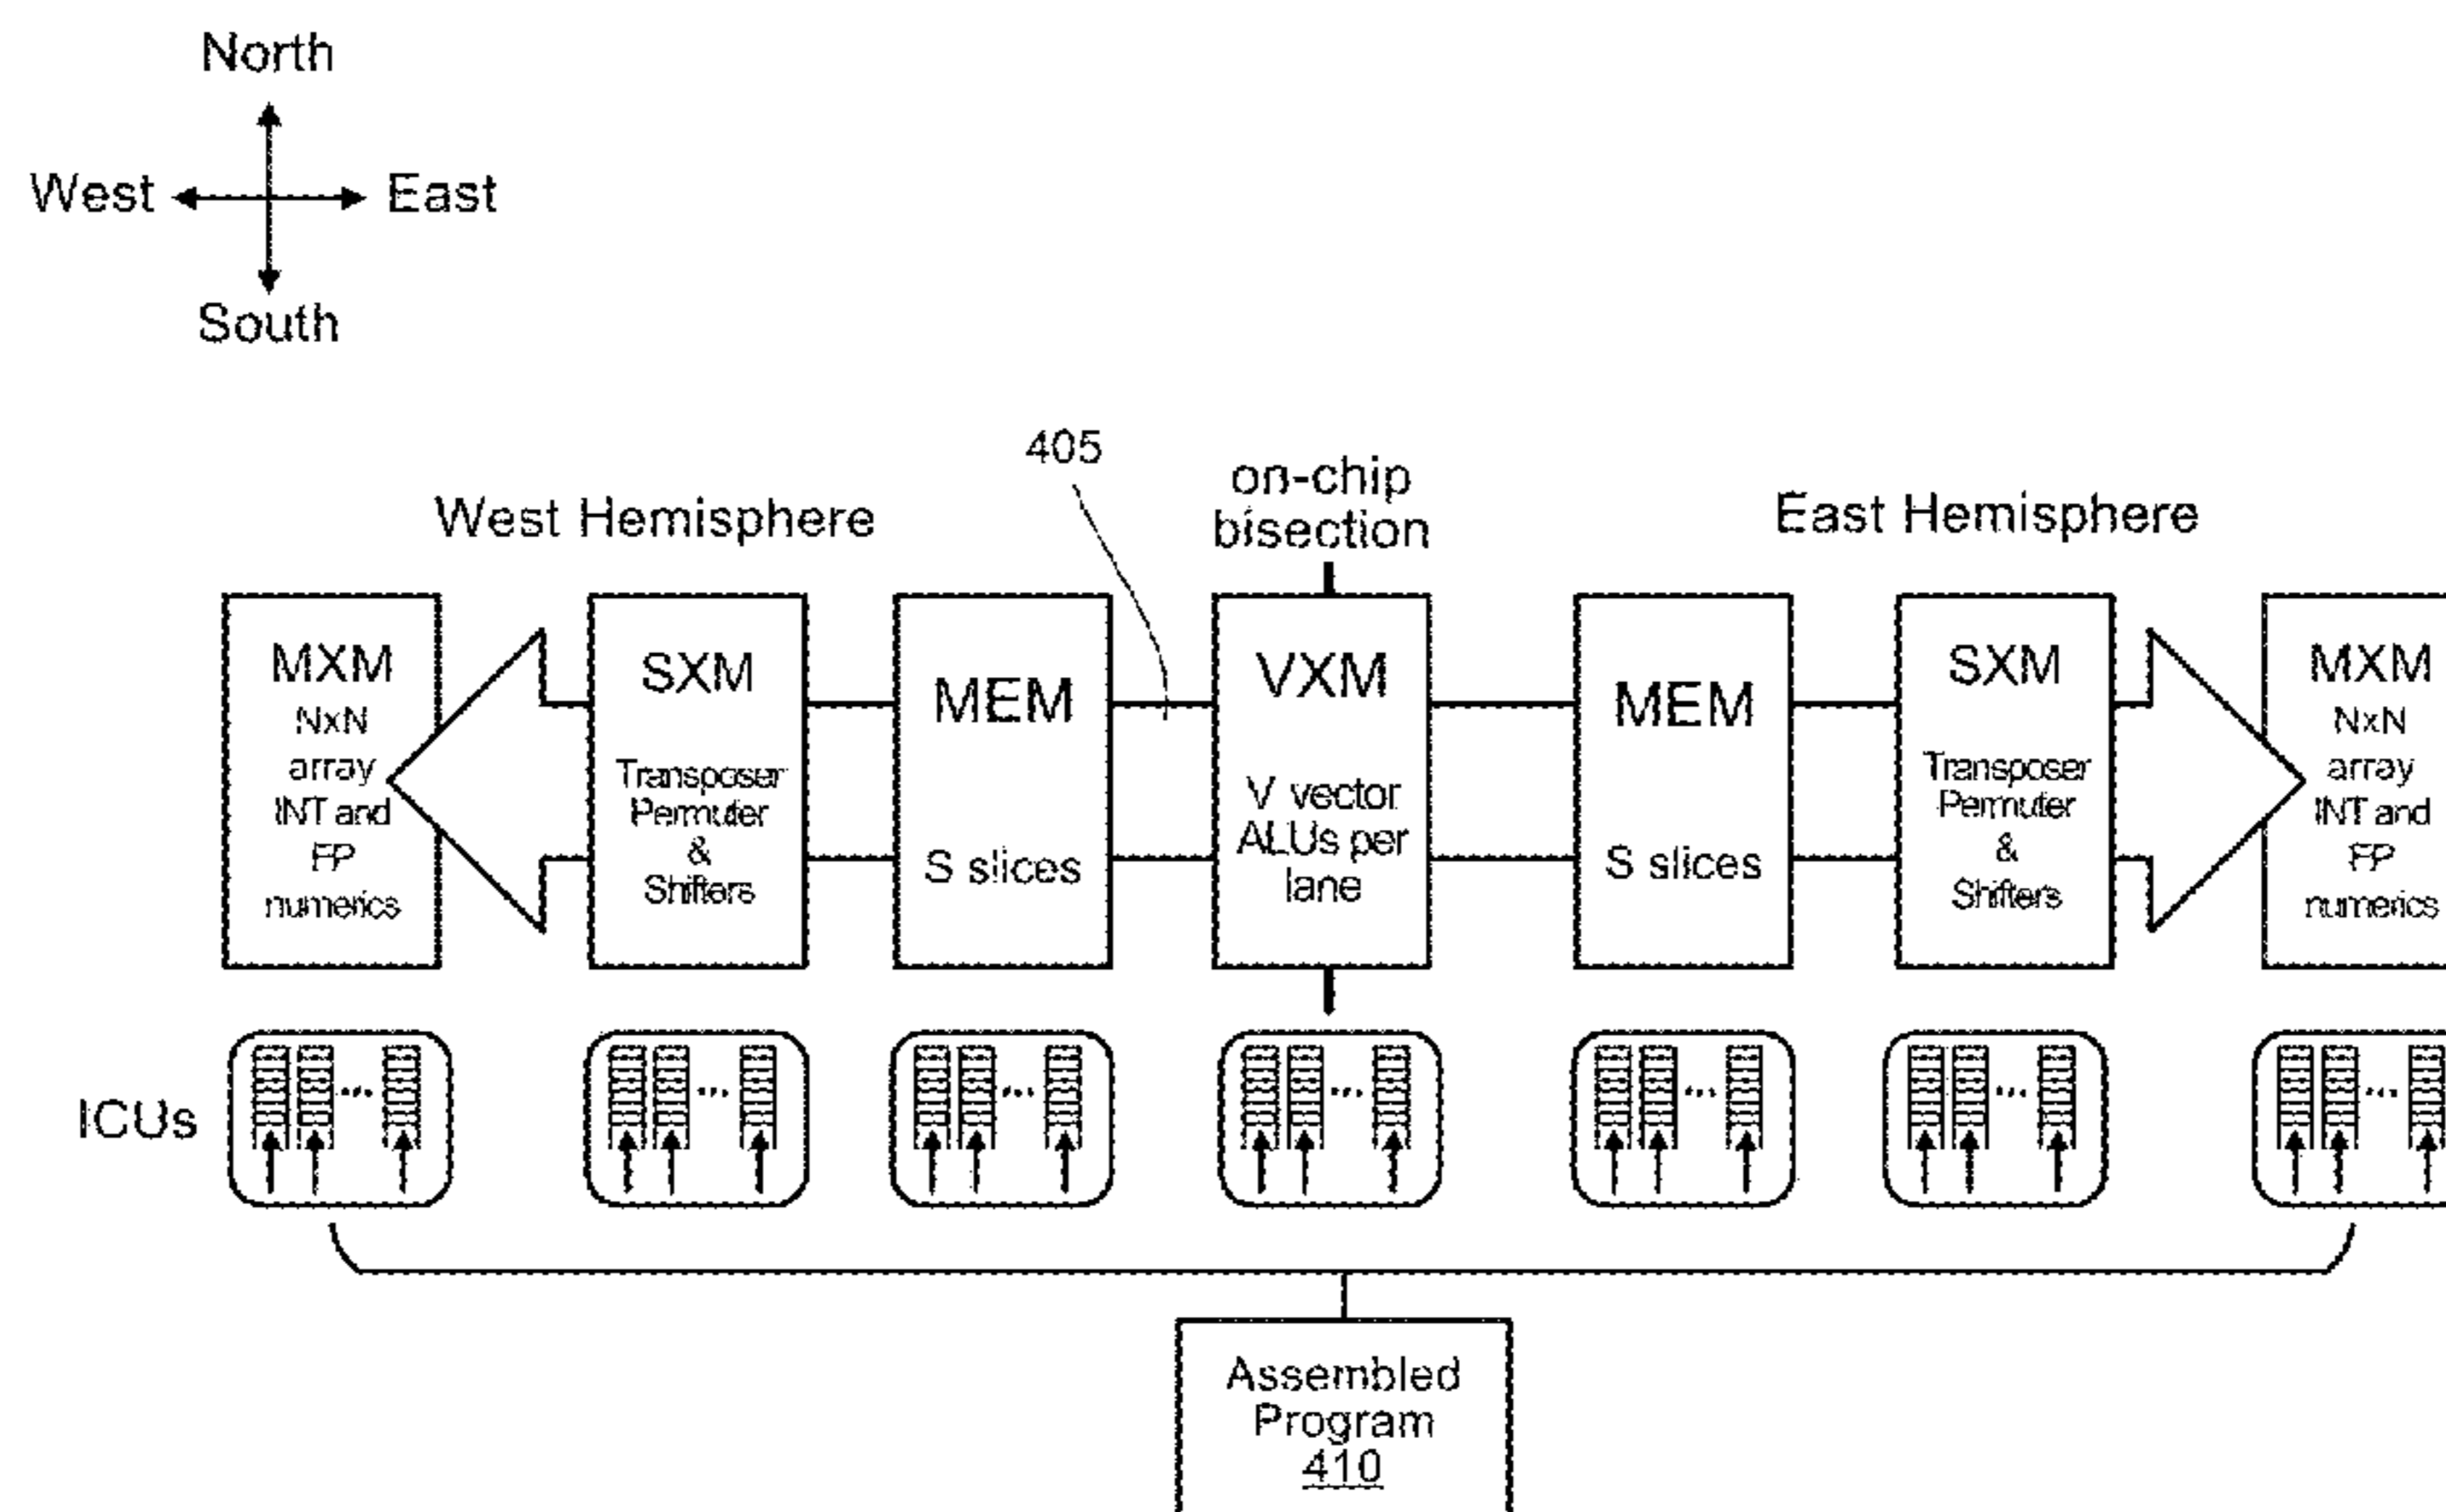 North
West
East
South
405
on-chip
bisection
West Hemisphere
East Hemisphere
MXM
NxN
array
INT and
FP
numerics
SXM
Transposer
Permuter
&
Shifters
MEM
S slices
VXM
V vector
ALUs per
lane
MEM
S slices
SXM
Transposer
Permuter
&
Shifters
MXM
NxN
array
INT and
FP
numerics
...
...
...
...
...
...
...
ICUs
Assembled
Program
410